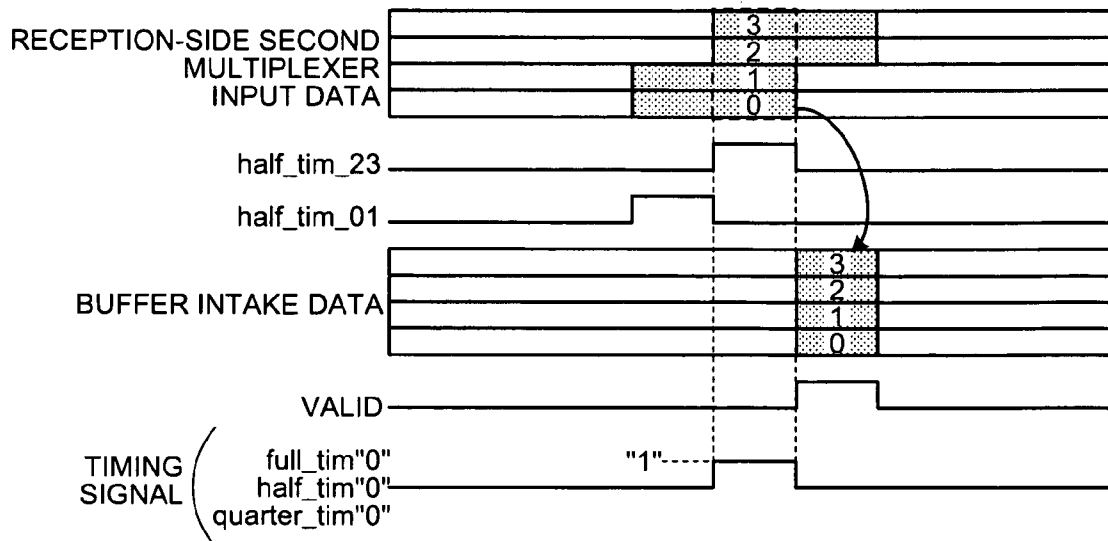 RECEPTION-SIDE SECOND
MULTIPLEXER
INPUT DATA
3
2
1
0
half_tim_23
half_tim_01
BUFFER INTAKE DATA
3
2
1
0
VALID
TIMING
SIGNAL
full_tim"0"
half_tim"0"
quarter_tim"0"
"1"